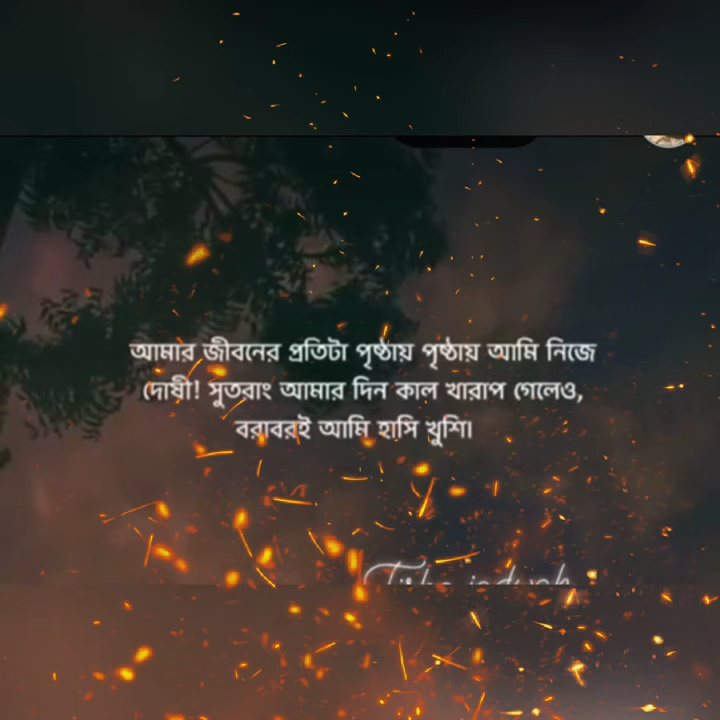 আমার জীবনের প্রতিটা পৃষ্ঠায় পৃষ্ঠায় আমি নিজে
দোষী! সুতরাং আমার দিন কাল খারাপ গেলেও,
বরাবরই আমি হাসি খুশি।